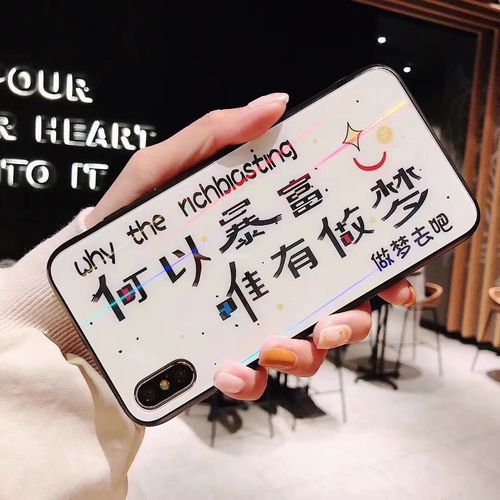 OUR
R HEART
TO IT
why the richblasting
何以暴富
唯有做梦
做梦去吧